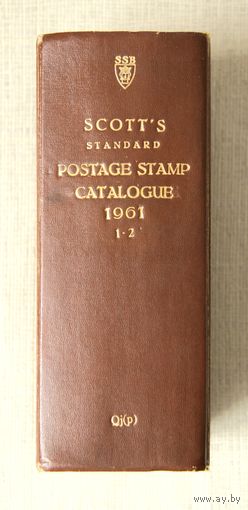 SSB
SCOTT'S
STANDARD
POSTAGE STAMP
CATALOGUE
1961
1-2
Qj(p)
www.ay.by